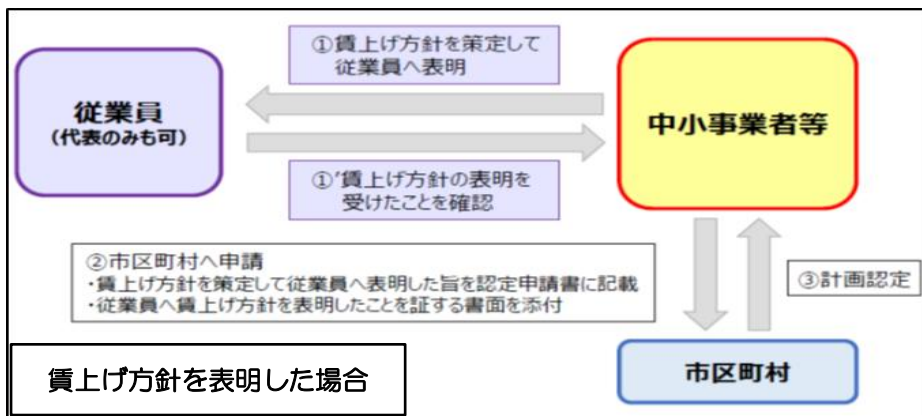 ①賃上げ方針を策定して
従業員へ表明
従業員
(代表のみも可)
中小事業者等
①’賃上げ方針の表明を
受けたことを確認
②市区町村へ申請
・賃上げ方針を策定して従業員へ表明した旨を認定申請書に記載
・従業員へ賃上げ方針を表明したことを証する書面を添付
③計画認定
市区町村
賃上げ方針を表明した場合